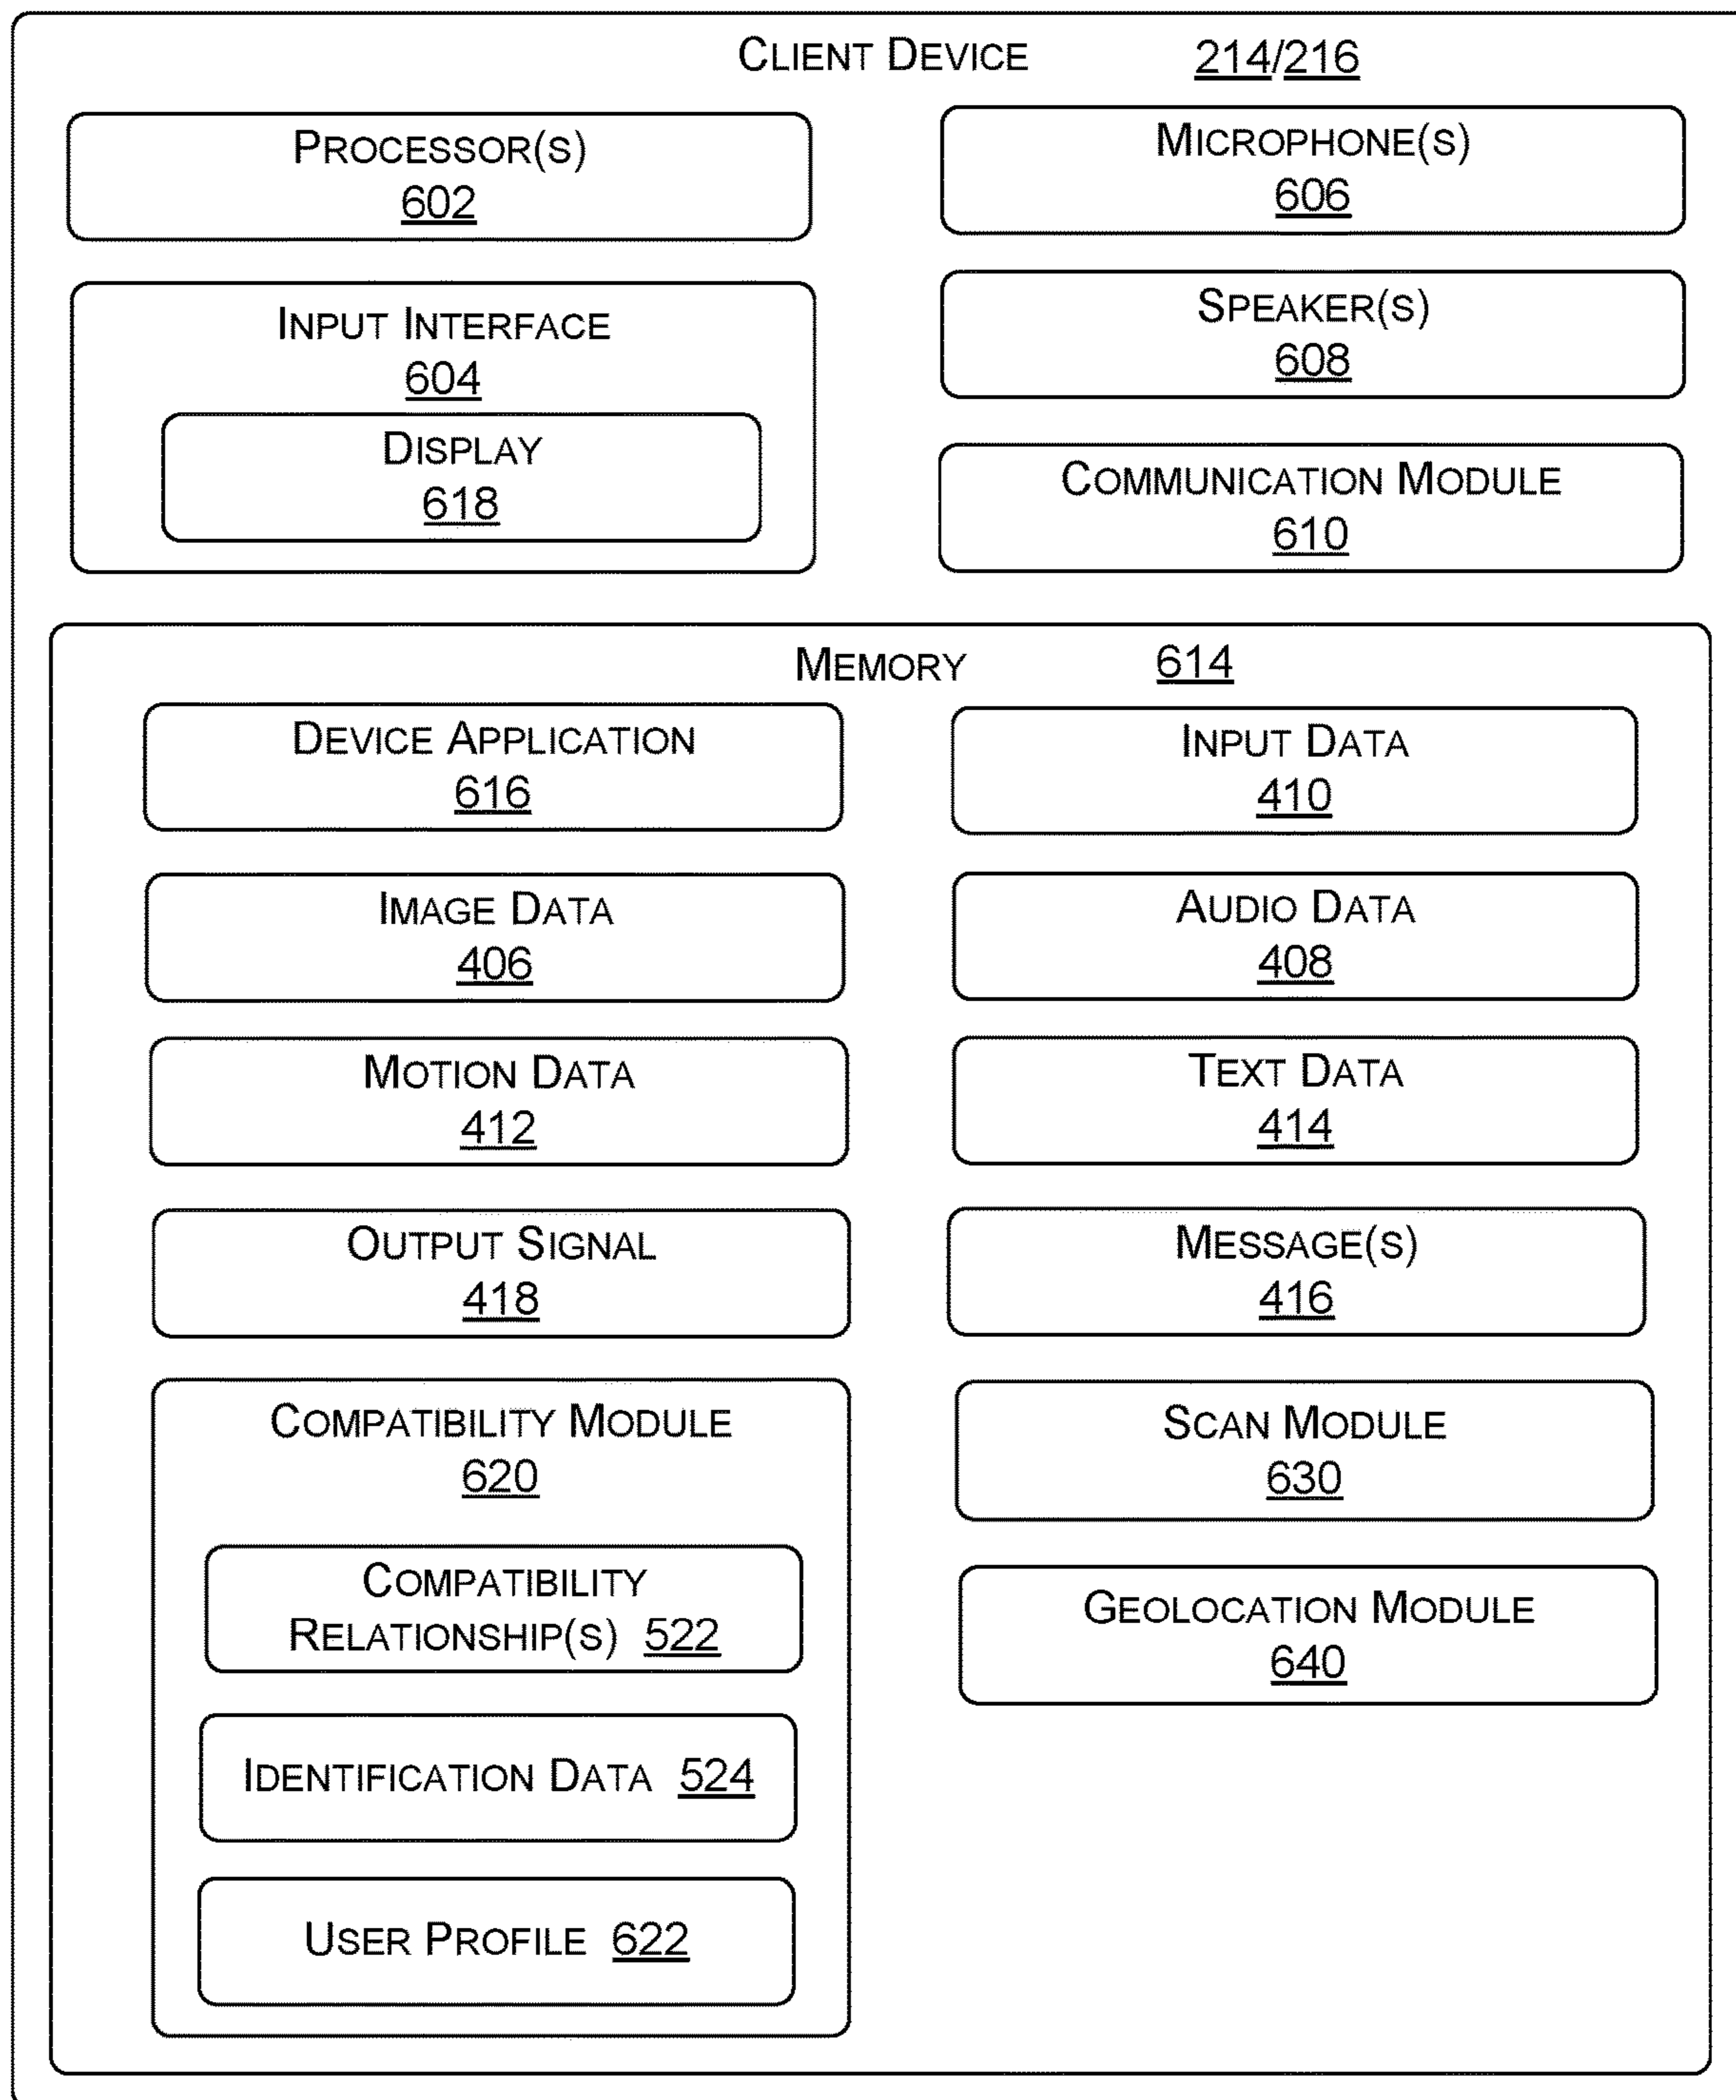 CLIENT DEVICE 214/216
PROCESSOR(S)
602
MICROPHONE(S)
606
INPUT INTERFACE
604
DISPLAY
618
SPEAKER(S)
608
COMMUNICATION MODULE
610
MEMORY 614
DEVICE APPLICATION
616
INPUT DATA
410
IMAGE DATA
406
AUDIO DATA
408
MOTION DATA
412
TEXT DATA
414
OUTPUT SIGNAL
418
MESSAGE(S)
416
COMPATIBILITY MODULE
620
COMPATIBILITY
RELATIONSHIP(S) 522
IDENTIFICATION DATA 524
USER PROFILE 622
SCAN MODULE
630
GEOLOCATION MODULE
640